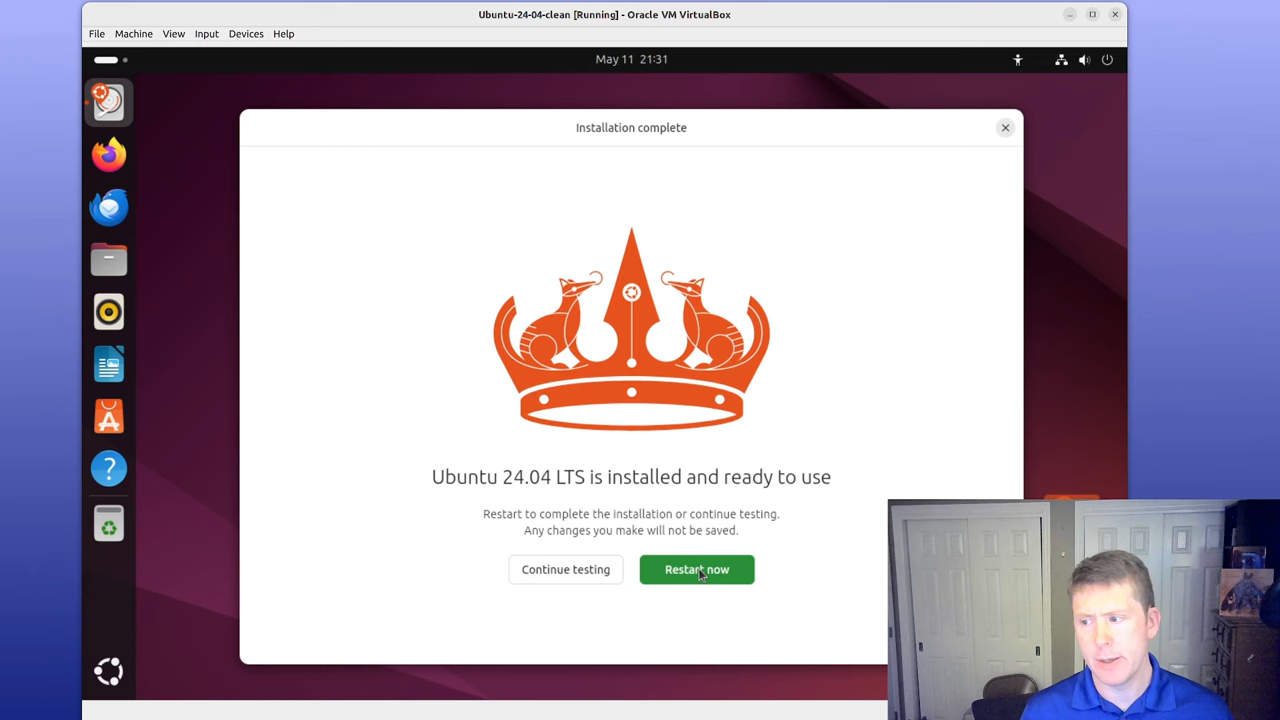 Ubuntu-24-04-clean [Running] - Oracle VM VirtualBox
File Machine View Input Devices Help
May 11 21:31
Installation complete
Ubuntu 24.04 LTS is installed and ready to use
Restart to complete the installation or continue testing.
Any changes you make will not be saved.
Continue testing
Restart now